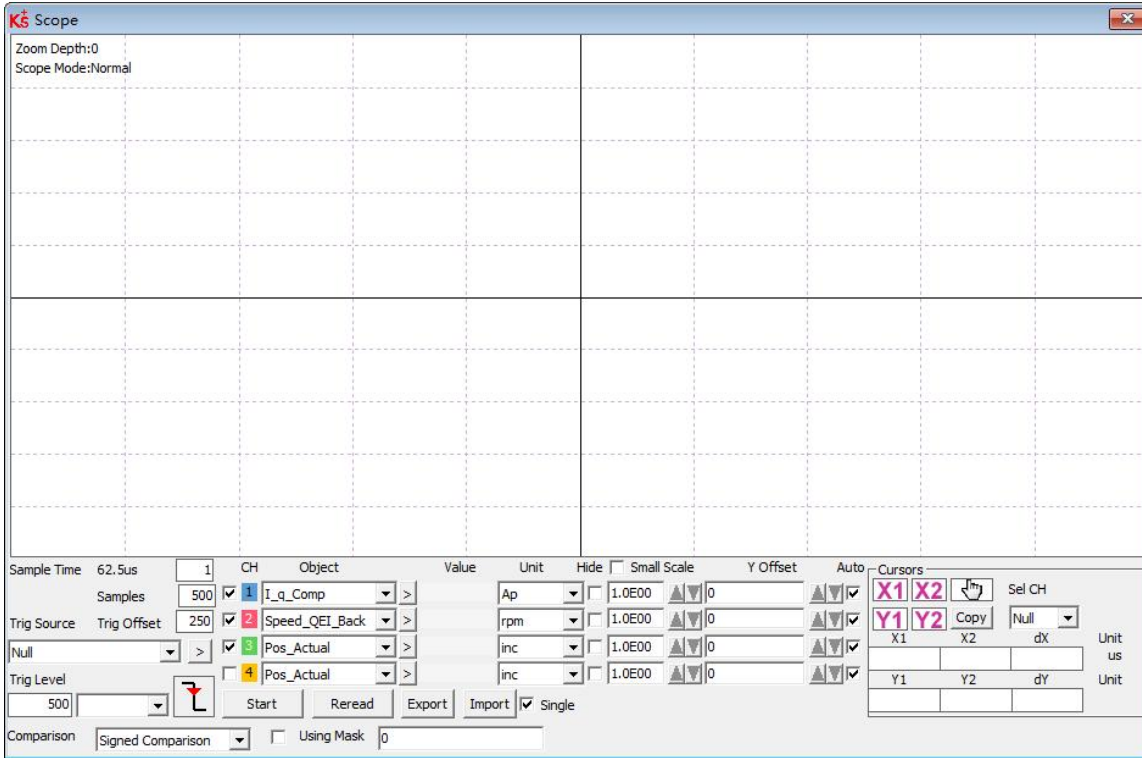 KS Scope
Zoom Depth:0
Scope Mode:Normal
Sample Time 62.5us 1 CH Object Value Unit Hide Small Scale Y Offset Auto Cursors
Samples 500 1 I_q_Comp > Ap 1.0E00 0 X1 X2 Sel CH
Trig Source Trig Offset 250 2 Speed_QEI_Back > rpm 1.0E00 0 Y1 Y2 Copy Null
Null > 3 Pos_Actual > inc 1.0E00 0 X1 X2 dX Unit
us
Trig Level 4 Pos_Actual > inc 1.0E00 0 Y1 Y2 dY Unit
500 Start Reread Export Import Single
Comparison Signed Comparison Using Mask 0